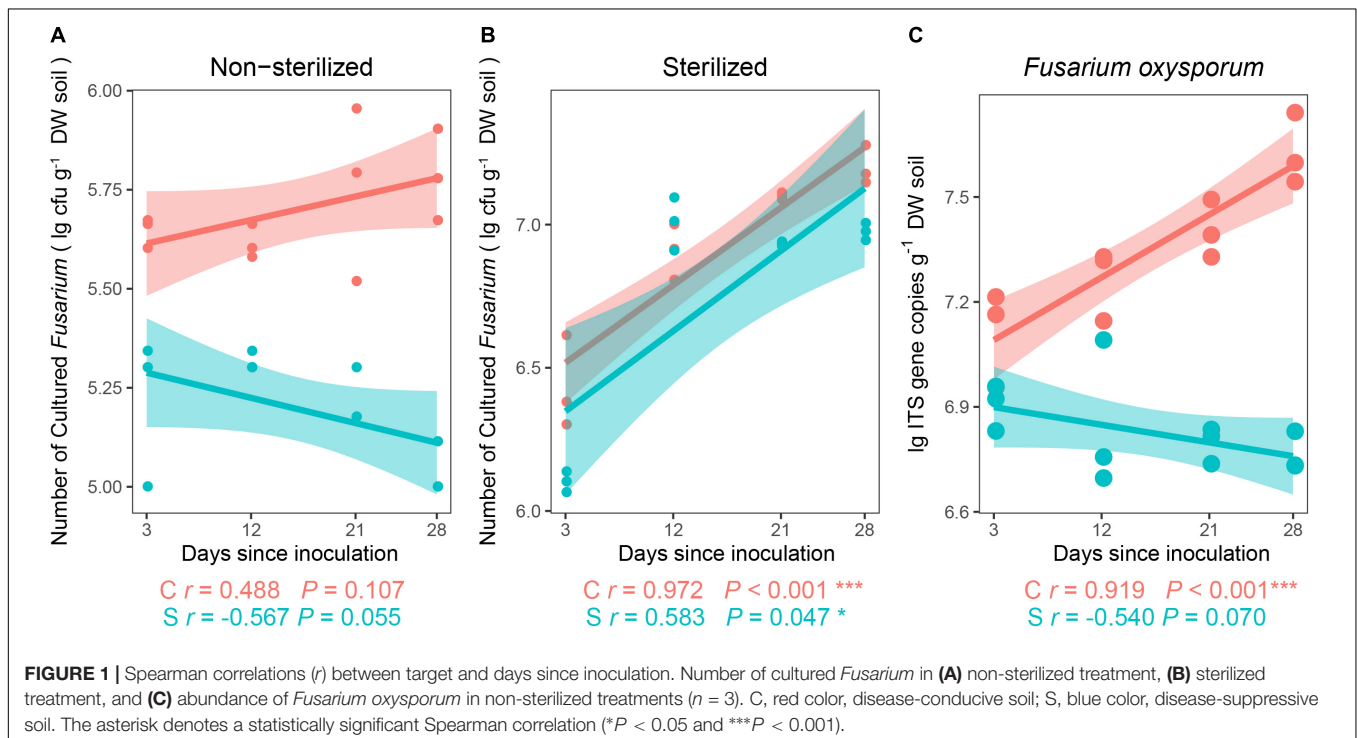 A
Non−sterilized
Number of Cultured Fusarium ( lg cfu g-1 DW soil)
6.00
5.75
5.50
5.25
5.00
3 12 21 28
Days since inoculation
C r = 0.488 P = 0.107
S r = -0.567 P = 0.055
B
Sterilized
Number of Cultured Fusarium ( lg cfu g-1 DW soil)
7.0
6.5
6.0
3 12 21 28
Days since inoculation
C r = 0.972 P < 0.001 ***
S r = 0.583 P = 0.047 *
C
Fusarium oxysporum
lg ITS gene copies g-1 DW soil
7.5
7.2
6.9
6.6
3 12 21 28
Days since inoculation
C r = 0.919 P < 0.001***
S r = -0.540 P = 0.070
FIGURE 1 | Spearman correlations (r) between target and days since inoculation. Number of cultured Fusarium in (A) non-sterilized treatment, (B) sterilized
treatment, and (C) abundance of Fusarium oxysporum in non-sterilized treatments (n = 3). C, red color, disease-conducive soil; S, blue color, disease-suppressive
soil. The asterisk denotes a statistically significant Spearman correlation (*P < 0.05 and ***P < 0.001).